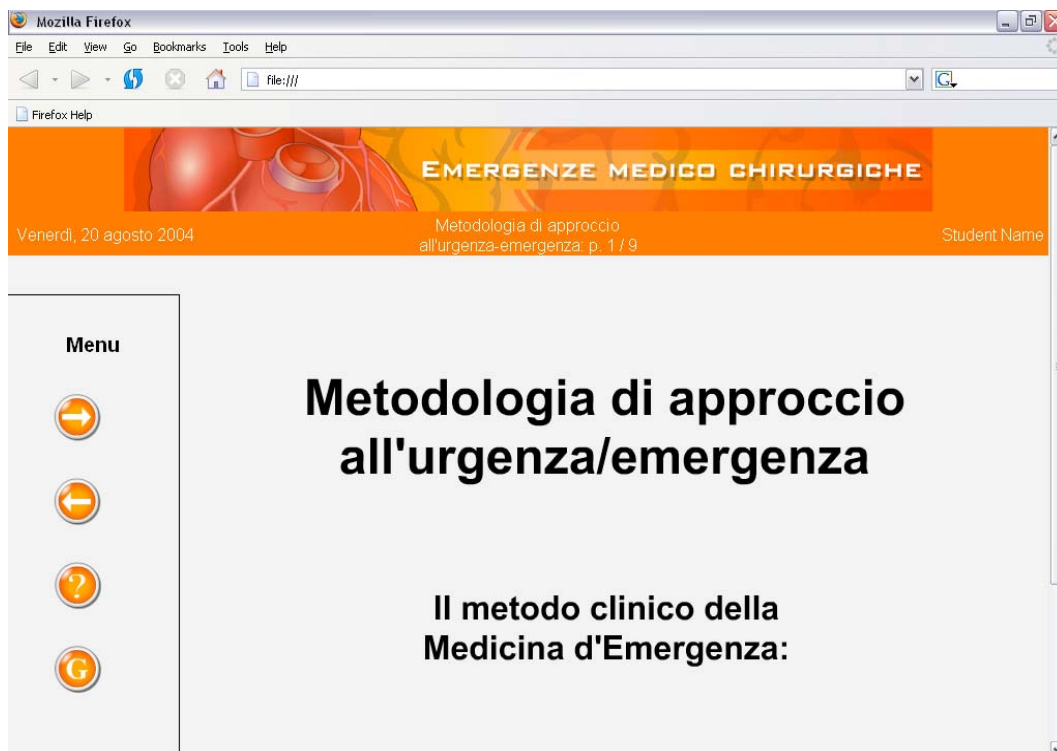 Mozilla Firefox
File Edit View Go Bookmarks Tools Help
file:///
G
Firefox Help
EMERGENZE MEDICO CHIRURGICHE
Venerdì, 20 agosto 2004
Metodologia di approccio
all'urgenza-emergenza: p. 1 / 9
Student Name
Menu
?
G
Metodologia di approccio
all'urgenza/emergenza
Il metodo clinico della
Medicina d'Emergenza: